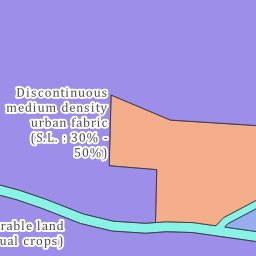 Discontinuous
medium density
urban fabric
(S.L. : 30% -
50%)
rable land
ual crops)